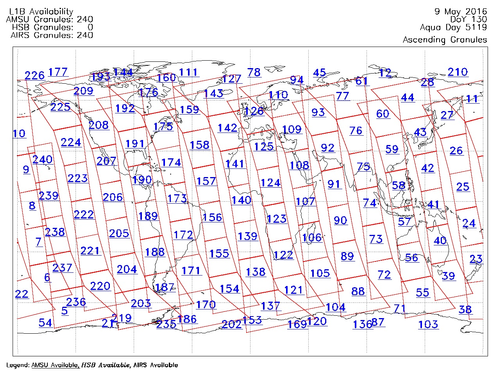 L1B Availability
AMSU Granules: 240
HSB Granules: 0
AIRS Granules: 240
9 May 2016
DoY 130
Aqua Day 5119
Ascending Granules
226 177 193 144 160 111 127 78 94 45 61 12 28 210
209 176 143 110 77 44 11
225 192 159 126 93 60 27
208 175 142 109 76 43
10 224 191 158 125 92 59 26
240 207 174 141 108 75 42
9 223 190 157 124 91 58 25
239 206 173 140 107 74 41
8 222 189 156 123 90 57 24
238 205 172 139 106 73 40
7 221 188 155 122 89 56 23
237 204 171 138 105 72 39
6 220 187 154 121 88
22 5 236 203 170 137 104 71 38
54 21 219 235 186 202 153 169 120 136 87 103
Legend: AMSU Available, HSB Available, AIRS Available